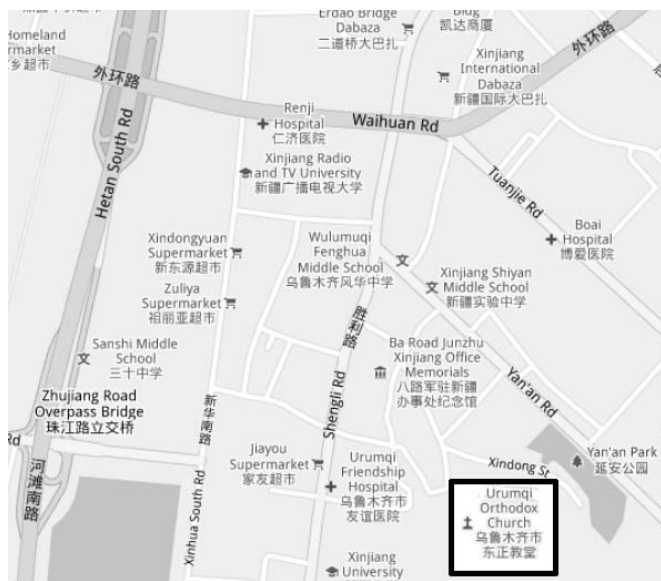 Homeland
rmarket
乡超市
Erdao Bridge
Dabaza
二道桥大巴扎
凯达商厦
外环路
Xinjiang
International
Dabaza
新疆国际大巴扎
外环路
Renji
Hospital
仁济医院
Waihuan Rd
Hetan South Rd
Xinjiang Radio
and TV University
新疆广播电视大学
Tuanjie Rd
Boai
Hospital
博爱医院
Xindongyuan
Supermarket
新东源超市
Wulumuqi
Fenghua
Middle School
乌鲁木齐风华中学
文
Xinjiang Shiyan
Middle School
新疆实验中学
文
Zuliya
Supermarket
祖丽亚超市
胜利路
Sanshi Middle
School
三十中学
文
Ba Road Junzhu
Xinjiang Office
Memorials
八路军驻新疆
办事处纪念馆
Yan'an Rd
Zhujiang Road
Overpass Bridge
珠江路立交桥
新华南路
Shengli Rd
Rd
Jiayou
Supermarket
家友超市
Urumqi
Friendship
Hospital
乌鲁木齐市
友谊医院
Xindong St
Yan'an Park
延安公园
河滩南路
Xinhua South Rd
Urumqi
Orthodox
Church
乌鲁木齐市
东正教堂
Xinjiang
University